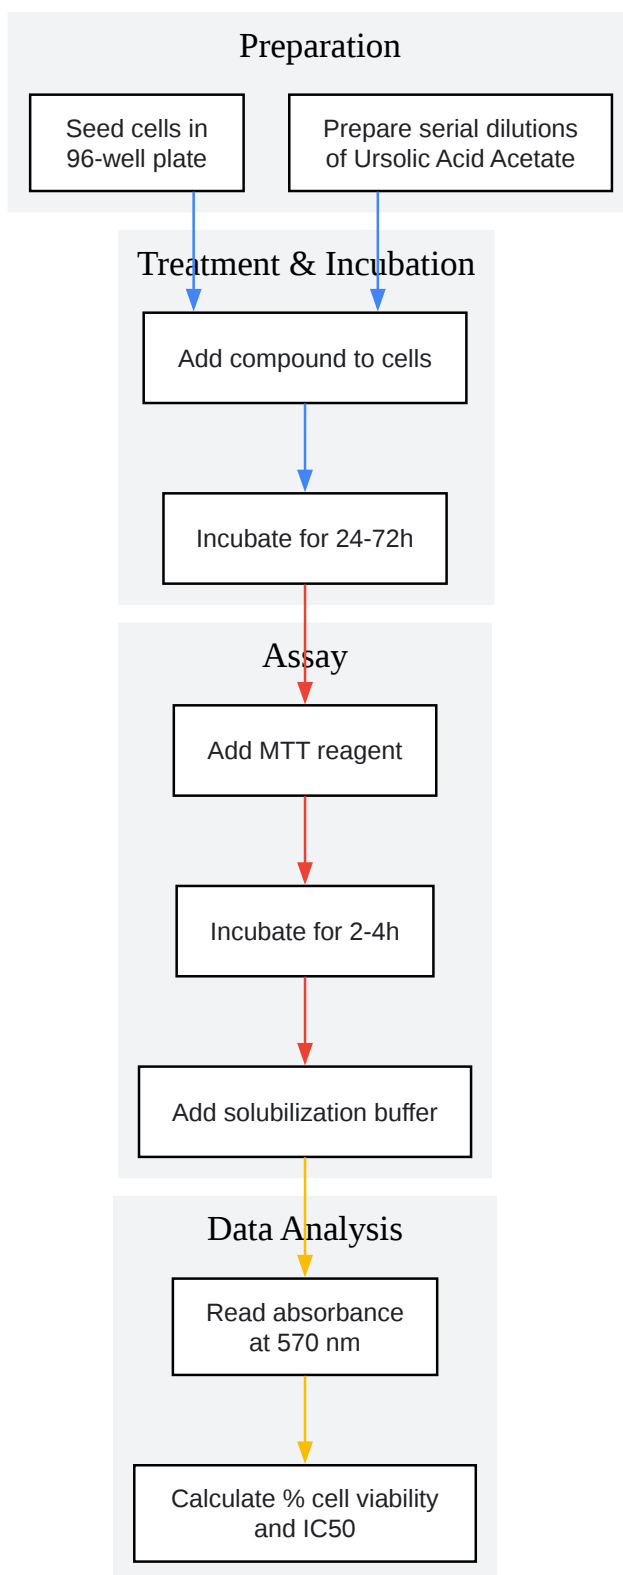 Preparation
Seed cells in
96-well plate
Prepare serial dilutions
of Ursolic Acid Acetate
Treatment & Incubation
Add compound to cells
Incubate for 24-72h
Assay
Add MTT reagent
Incubate for 2-4h
Add solubilization buffer
Data Analysis
Read absorbance
at 570 nm
Calculate % cell viability
and IC50